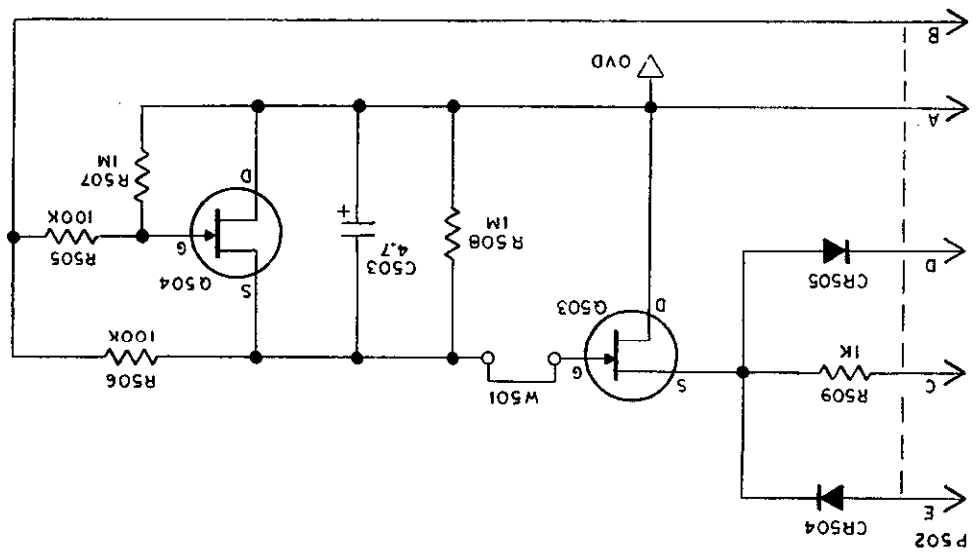 P502
CR504
E
R509
1K
C
CR505
D
A
B
S
G
D
Q503
W501
OVD
R508
1M
C503
4.7
+
R506
100K
S
G
D
Q504
R505
100K
R507
1M